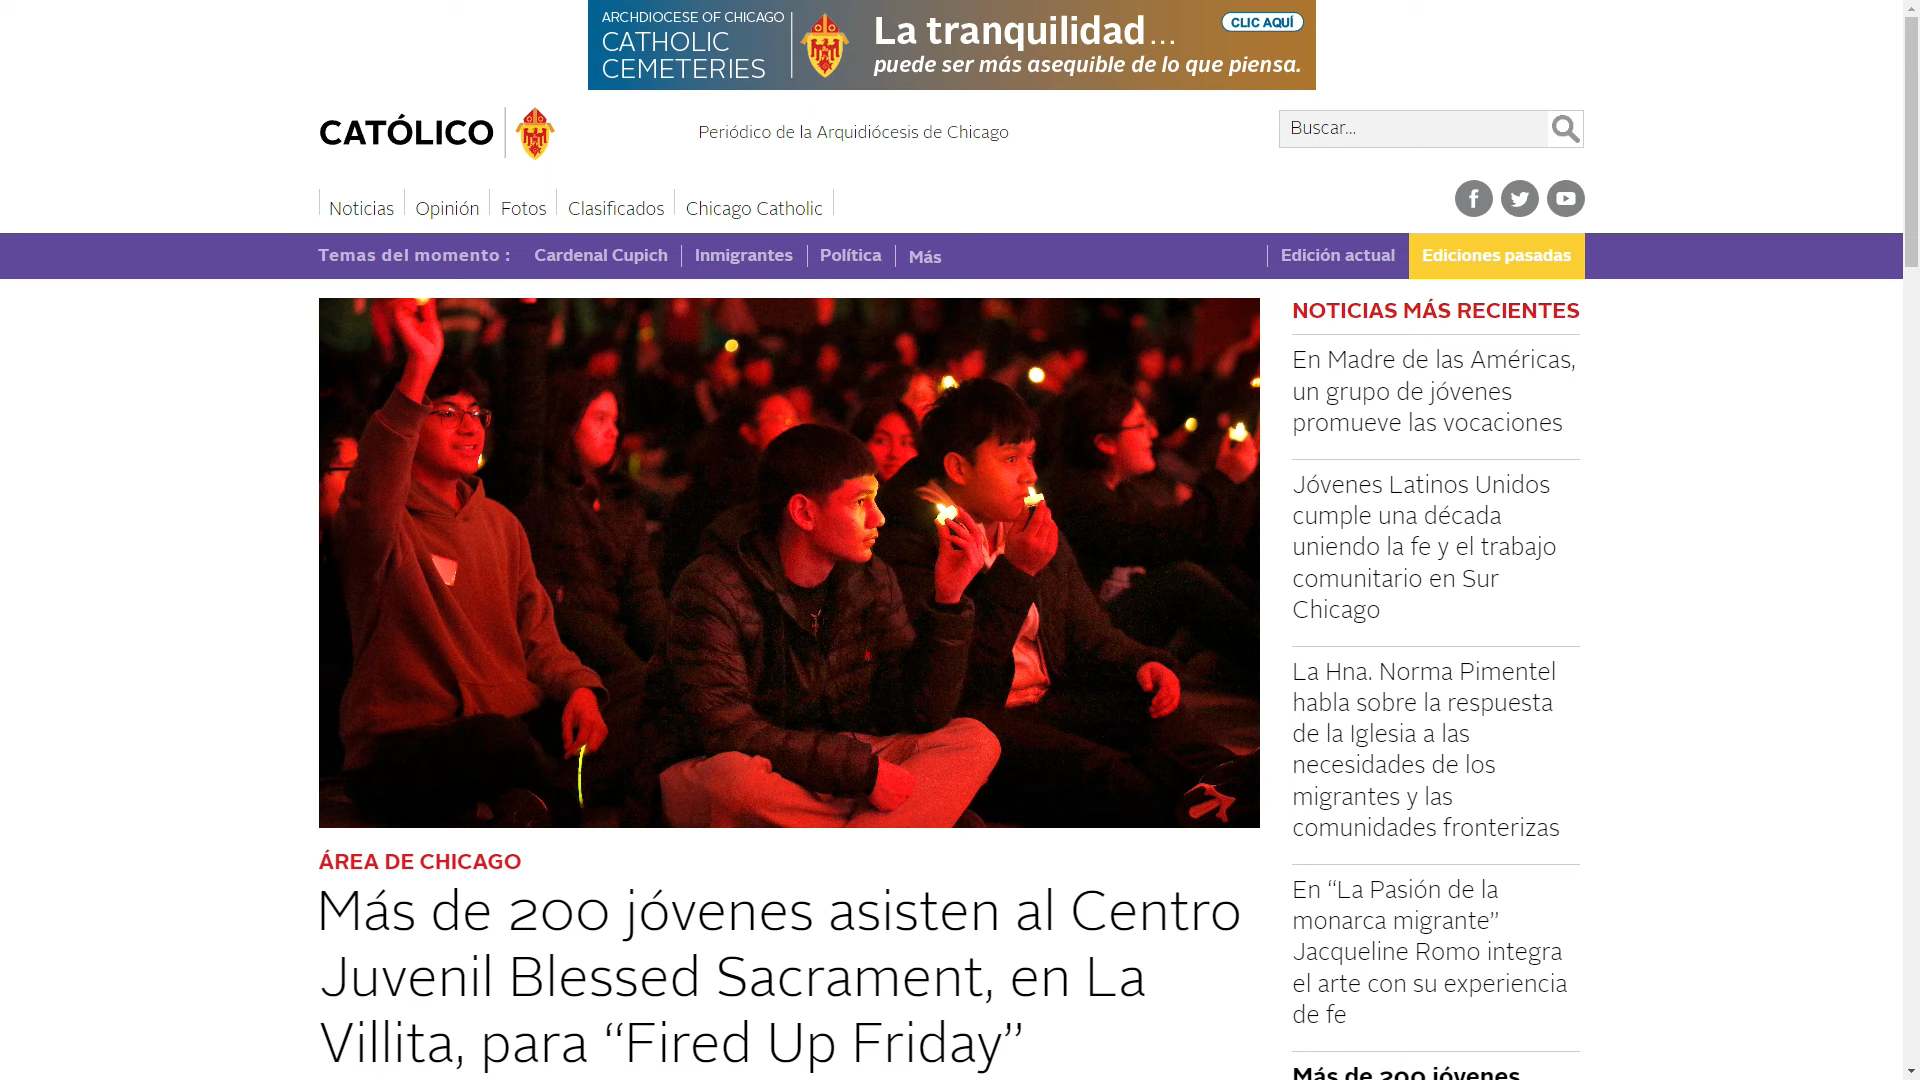 ARCHDIOCESE OF CHICAGO
CATHOLIC
CEMETERIES
La tranquilidad...
CLIC AQUÍ
puede ser más asequible de lo que piensa.
CATÓLICO
Periódico de la Arquidiócesis de Chicago
Buscar...
Noticias
Opinión
Fotos
Clasificados
Chicago Catholic
Temas del momento :
Cardenal Cupich
Inmigrantes
Política
Más
Edición actual
Ediciones pasadas
ÁREA DE CHICAGO
Más de 200 jóvenes asisten al Centro
Juvenil Blessed Sacrament, en La
Villita, para “Fired Up Friday”
NOTICIAS MÁS RECIENTES
En Madre de las Américas,
un grupo de jóvenes
promueve las vocaciones
Jóvenes Latinos Unidos
cumple una década
uniendo la fe y el trabajo
comunitario en Sur
Chicago
La Hna. Norma Pimentel
habla sobre la respuesta
de la Iglesia a las
necesidades de los
migrantes y las
comunidades fronterizas
En “La Pasión de la
monarca migrante”
Jacqueline Romo integra
el arte con su experiencia
de fe
Más de 200 jóvenes